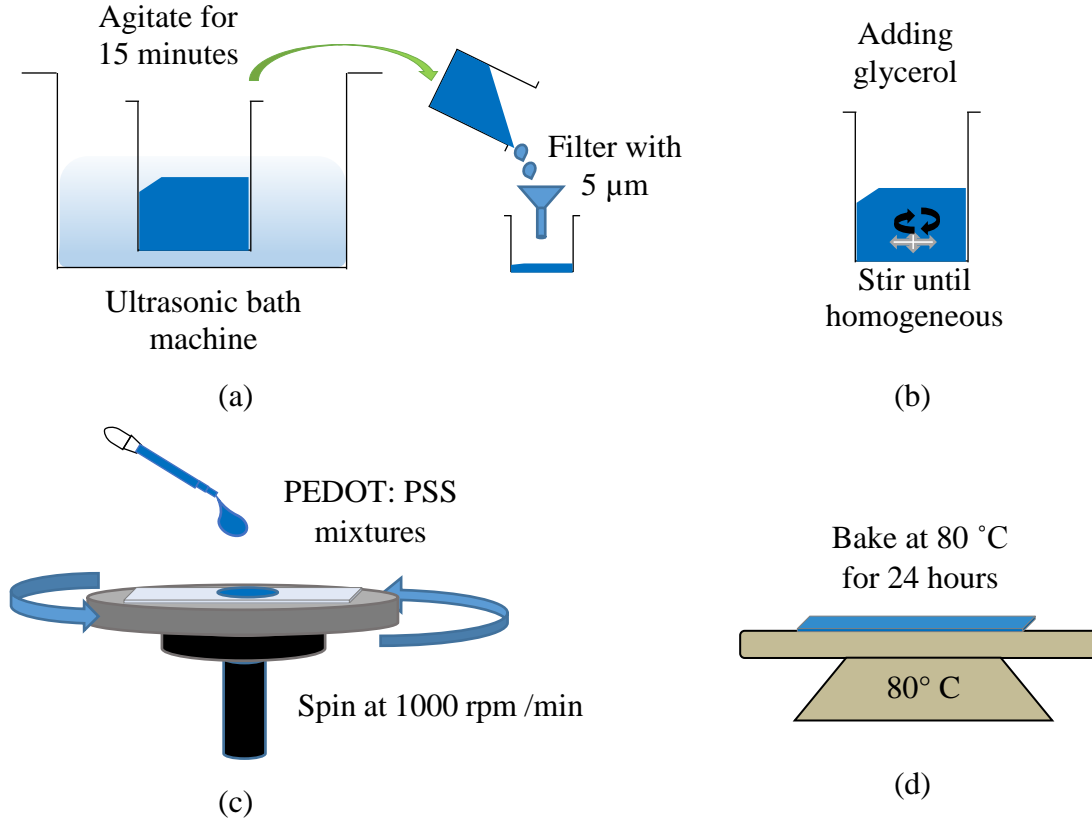 Agitate for
15 minutes
Filter with
5 µm
Ultrasonic bath
machine
(a)
Adding
glycerol
Stir until
homogeneous
(b)
PEDOT: PSS
mixtures
Spin at 1000 rpm /min
(c)
Bake at 80 ˚C
for 24 hours
80° C
(d)